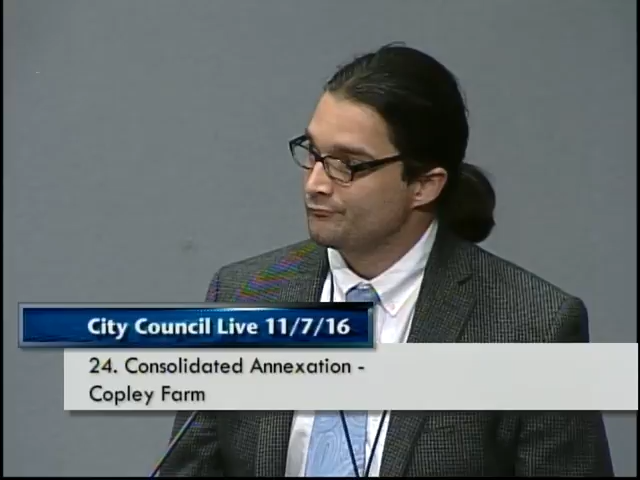 City Council Live 11/7/16
24. Consolidated Annexation -
Copley Farm